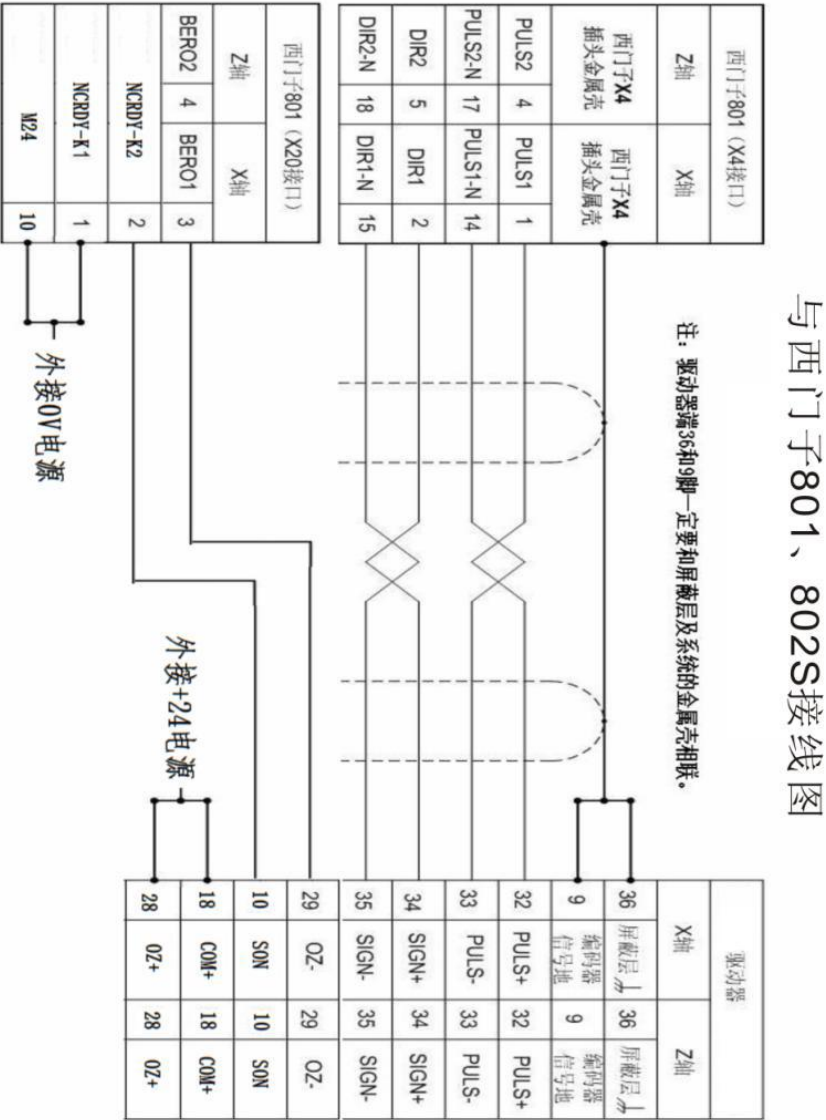 与西门子801、802S接线图
西门子801（X4接口）
Z轴 X轴
西门子X4 西门子X4
插头金属壳 插头金属壳
PULS2 4 PULS1 1
PULS2-N 17 PULS1-N 14
DIR2 5 DIR1 2
DIR2-N 18 DIR1-N 15
西门子801（X20接口）
Z轴 X轴
BERO2 4 BERO1 3
NCRDY-K2 2
NCRDY-K1 1
M24 10
注：驱动器端36和9脚一定要和屏蔽层及系统的金属壳相联。
外接0V电源
外接+24电源
驱动器
X轴 Z轴
36 屏蔽层 36 屏蔽层
9 编码器信号地 9 编码器信号地
32 PULS+ 32 PULS+
33 PULS- 33 PULS-
34 SIGN+ 34 SIGN+
35 SIGN- 35 SIGN-
29 OZ- 29 OZ-
10 SON 10 SON
18 COM+ 18 COM+
28 OZ+ 28 OZ+